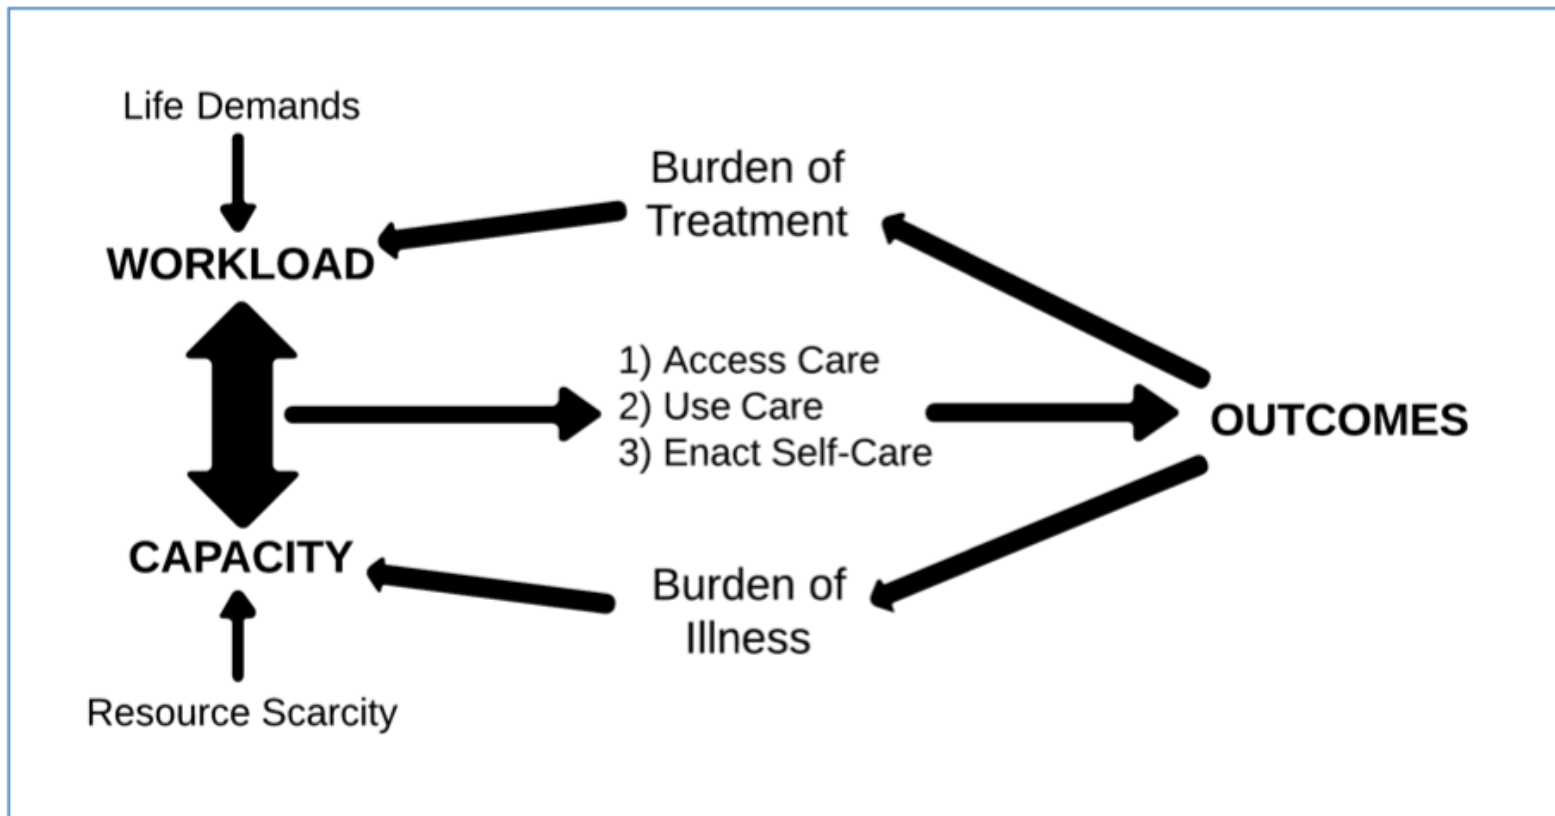 Life Demands
Burden of
Treatment
WORKLOAD
1) Access Care
2) Use Care
3) Enact Self-Care
OUTCOMES
CAPACITY
Burden of
Illness
Resource Scarcity